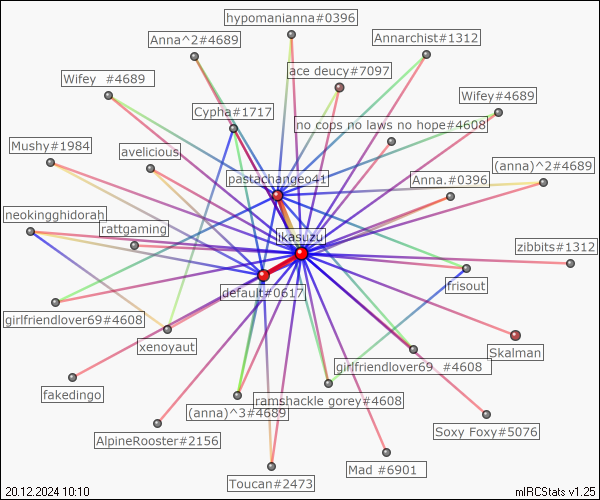 hypomanianna#0396
Anna^2#4689
Annarchist#1312
ace deucy#7097
Wifey  #4689
Wifey#4689
Cypha#1717
no cops no laws no hope#4608
Mushy#1984
avelicious
(anna)^2#4689
pastachangeo41
Anna.#0396
neokingghidorah
rattgaming
ikasuzu
zibbits#1312
default#0617
frisout
girlfriendlover69#4608
xenoyaut
Skalman
girlfriendlover69  #4608
fakedingo
ramshackle gorey#4608
(anna)^3#4689
Soxy Foxy#5076
AlpineRooster#2156
Mad #6901
Toucan#2473
20.12.2024 10:10
mIRCStats v1.25